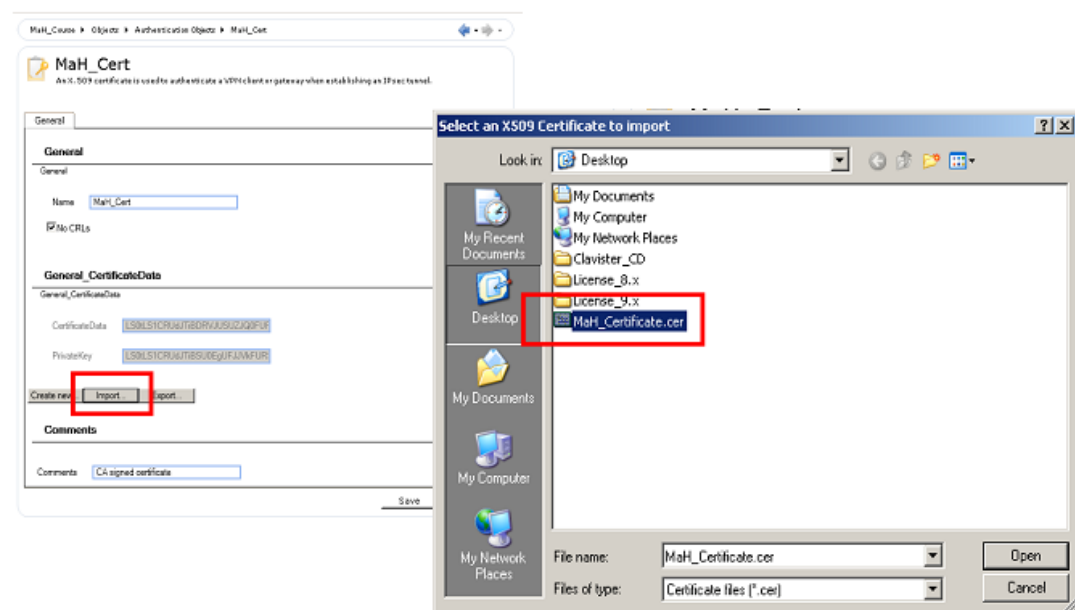 MaH_Course ▸ Objects ▸ Authentication Objects ▸ MaH_Cert
MaH_Cert
An X.509 certificate is used to authenticate a VPN client or gateway when establishing an IPsec tunnel.
General
General
General
Name MaH_Cert
No CRLs
General_CertificateData
General_CertificateData
CertificateData
PrivateKey
Create new... Import... Export...
Comments
Comments CA signed certificate
Save
Select an X509 Certificate to import
Look in: Desktop
My Recent
Documents
Desktop
My Documents
My Computer
My Network
Places
My Documents
My Computer
My Network Places
Clavister_CD
License_8.x
License_9.x
MaH_Certificate.cer
File name: MaH_Certificate.cer Open
Files of type: Certificate files (*.cer) Cancel